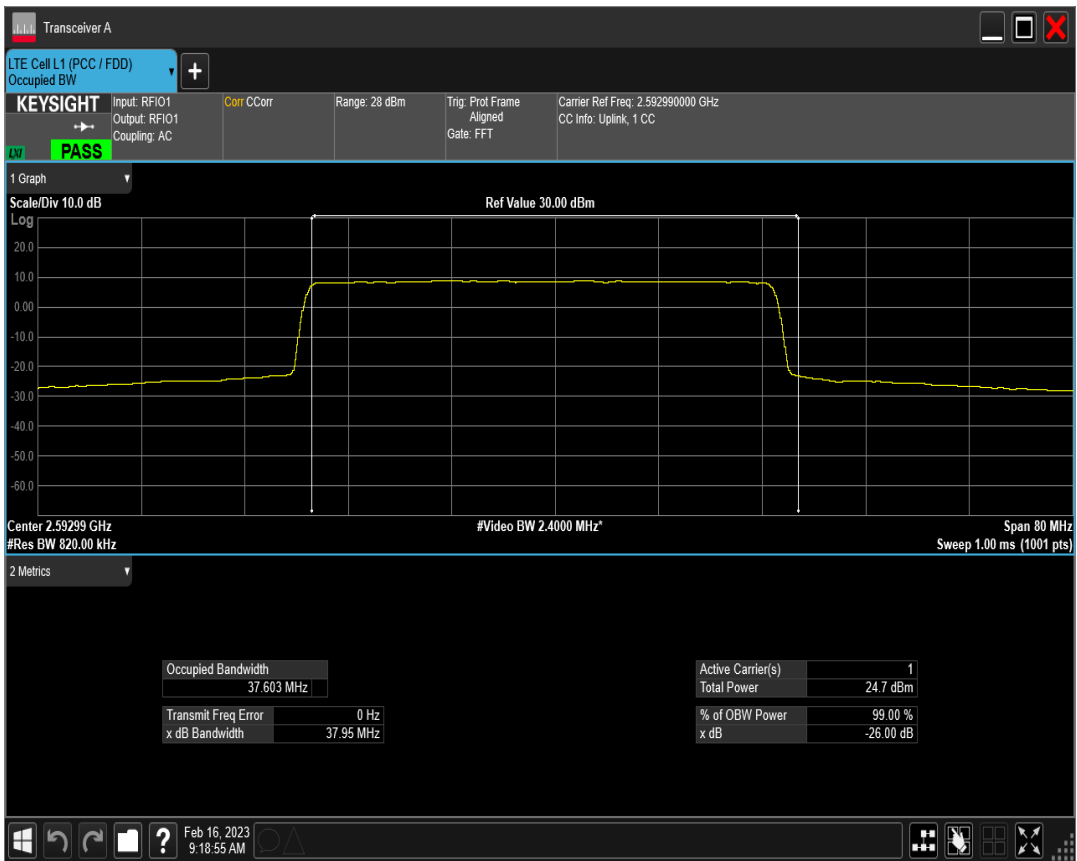 Transceiver A
LTE Cell L1 (PCC / FDD)
Occupied BW
+
KEYSIGHT
LXI
PASS
Input: RFIO1
Output: RFIO1
Coupling: AC
Corr CCorr
Range: 28 dBm
Trig: Prot Frame
Aligned
Gate: FFT
Carrier Ref Freq: 2.592990000 GHz
CC Info: Uplink, 1 CC
1 Graph
Scale/Div 10.0 dB
Ref Value 30.00 dBm
Log
20.0
10.0
0.00
-10.0
-20.0
-30.0
-40.0
-50.0
-60.0
Center 2.59299 GHz
#Video BW 2.4000 MHz*
Span 80 MHz
#Res BW 820.00 kHz
Sweep 1.00 ms (1001 pts)
2 Metrics
Occupied Bandwidth
37.603 MHz
Transmit Freq Error 0 Hz
x dB Bandwidth 37.95 MHz
Active Carrier(s) 1
Total Power 24.7 dBm
% of OBW Power 99.00 %
x dB -26.00 dB
?
Feb 16, 2023
9:18:55 AM